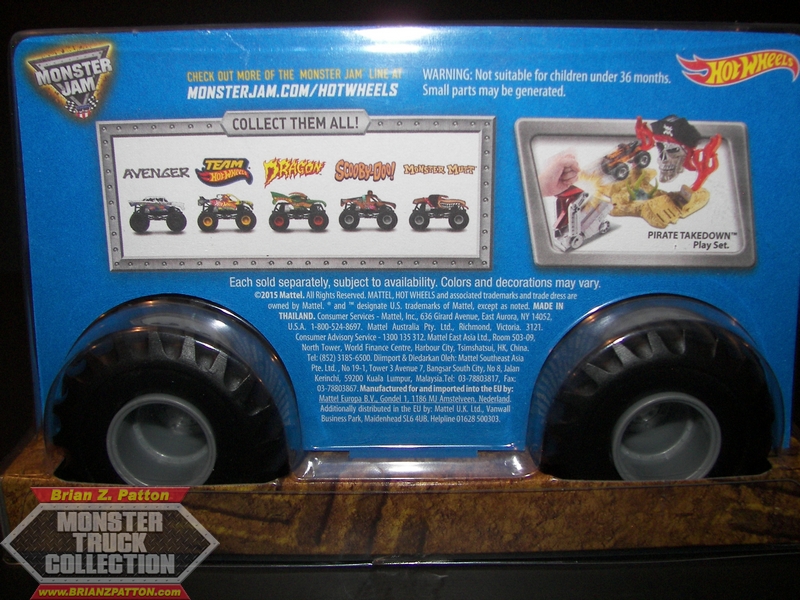 MONSTER
JAM
CHECK OUT MORE OF THE MONSTER JAM LINE AT
MONSTERJAM.COM/HOTWHEELS
WARNING: Not suitable for children under 36 months.
Small parts may be generated.
HOT WHEELS
COLLECT THEM ALL!
AVENGER
TEAM
HOT WHEELS
DRAGON
SCOOBY-DOO!
MONSTER MUTT
PIRATE TAKEDOWN™
Play Set.
Each sold separately, subject to availability. Colors and decorations may vary.
©2015 Mattel. All Rights Reserved. MATTEL, HOT WHEELS and associated trademarks and trade dress are
owned by Mattel. ® and ™ designate U.S. trademarks of Mattel, except as noted. MADE IN
THAILAND. Consumer Services - Mattel, Inc., 636 Girard Avenue, East Aurora, NY 14052,
U.S.A. 1-800-524-8697. Mattel Australia Pty. Ltd., Richmond, Victoria. 3121.
Consumer Advisory Service - 1300 135 312. Mattel East Asia Ltd., Room 503-09,
North Tower, World Finance Centre, Harbour City, Tsimshatsui, HK, China.
Tel: (852) 3185-6500. Diimport & Diedarkan Oleh: Mattel Southeast Asia
Pte. Ltd., No 19-1, Tower 3 Avenue 7, Bangsar South City, No 8, Jalan
Kerinchi, 59200 Kuala Lumpur, Malaysia.Tel: 03-78803817, Fax:
03-78803867. Manufactured for and imported into the EU by:
Mattel Europa B.V., Gondel 1, 1186 MJ Amstelveen, Nederland.
Additionally distributed in the EU by: Mattel U.K. Ltd., Vanwall
Business Park, Maidenhead SL6 4UB. Helpline 01628 500303.
Brian Z. Patton
MONSTER
TRUCK
COLLECTION
www.BRIANZPATTON.com